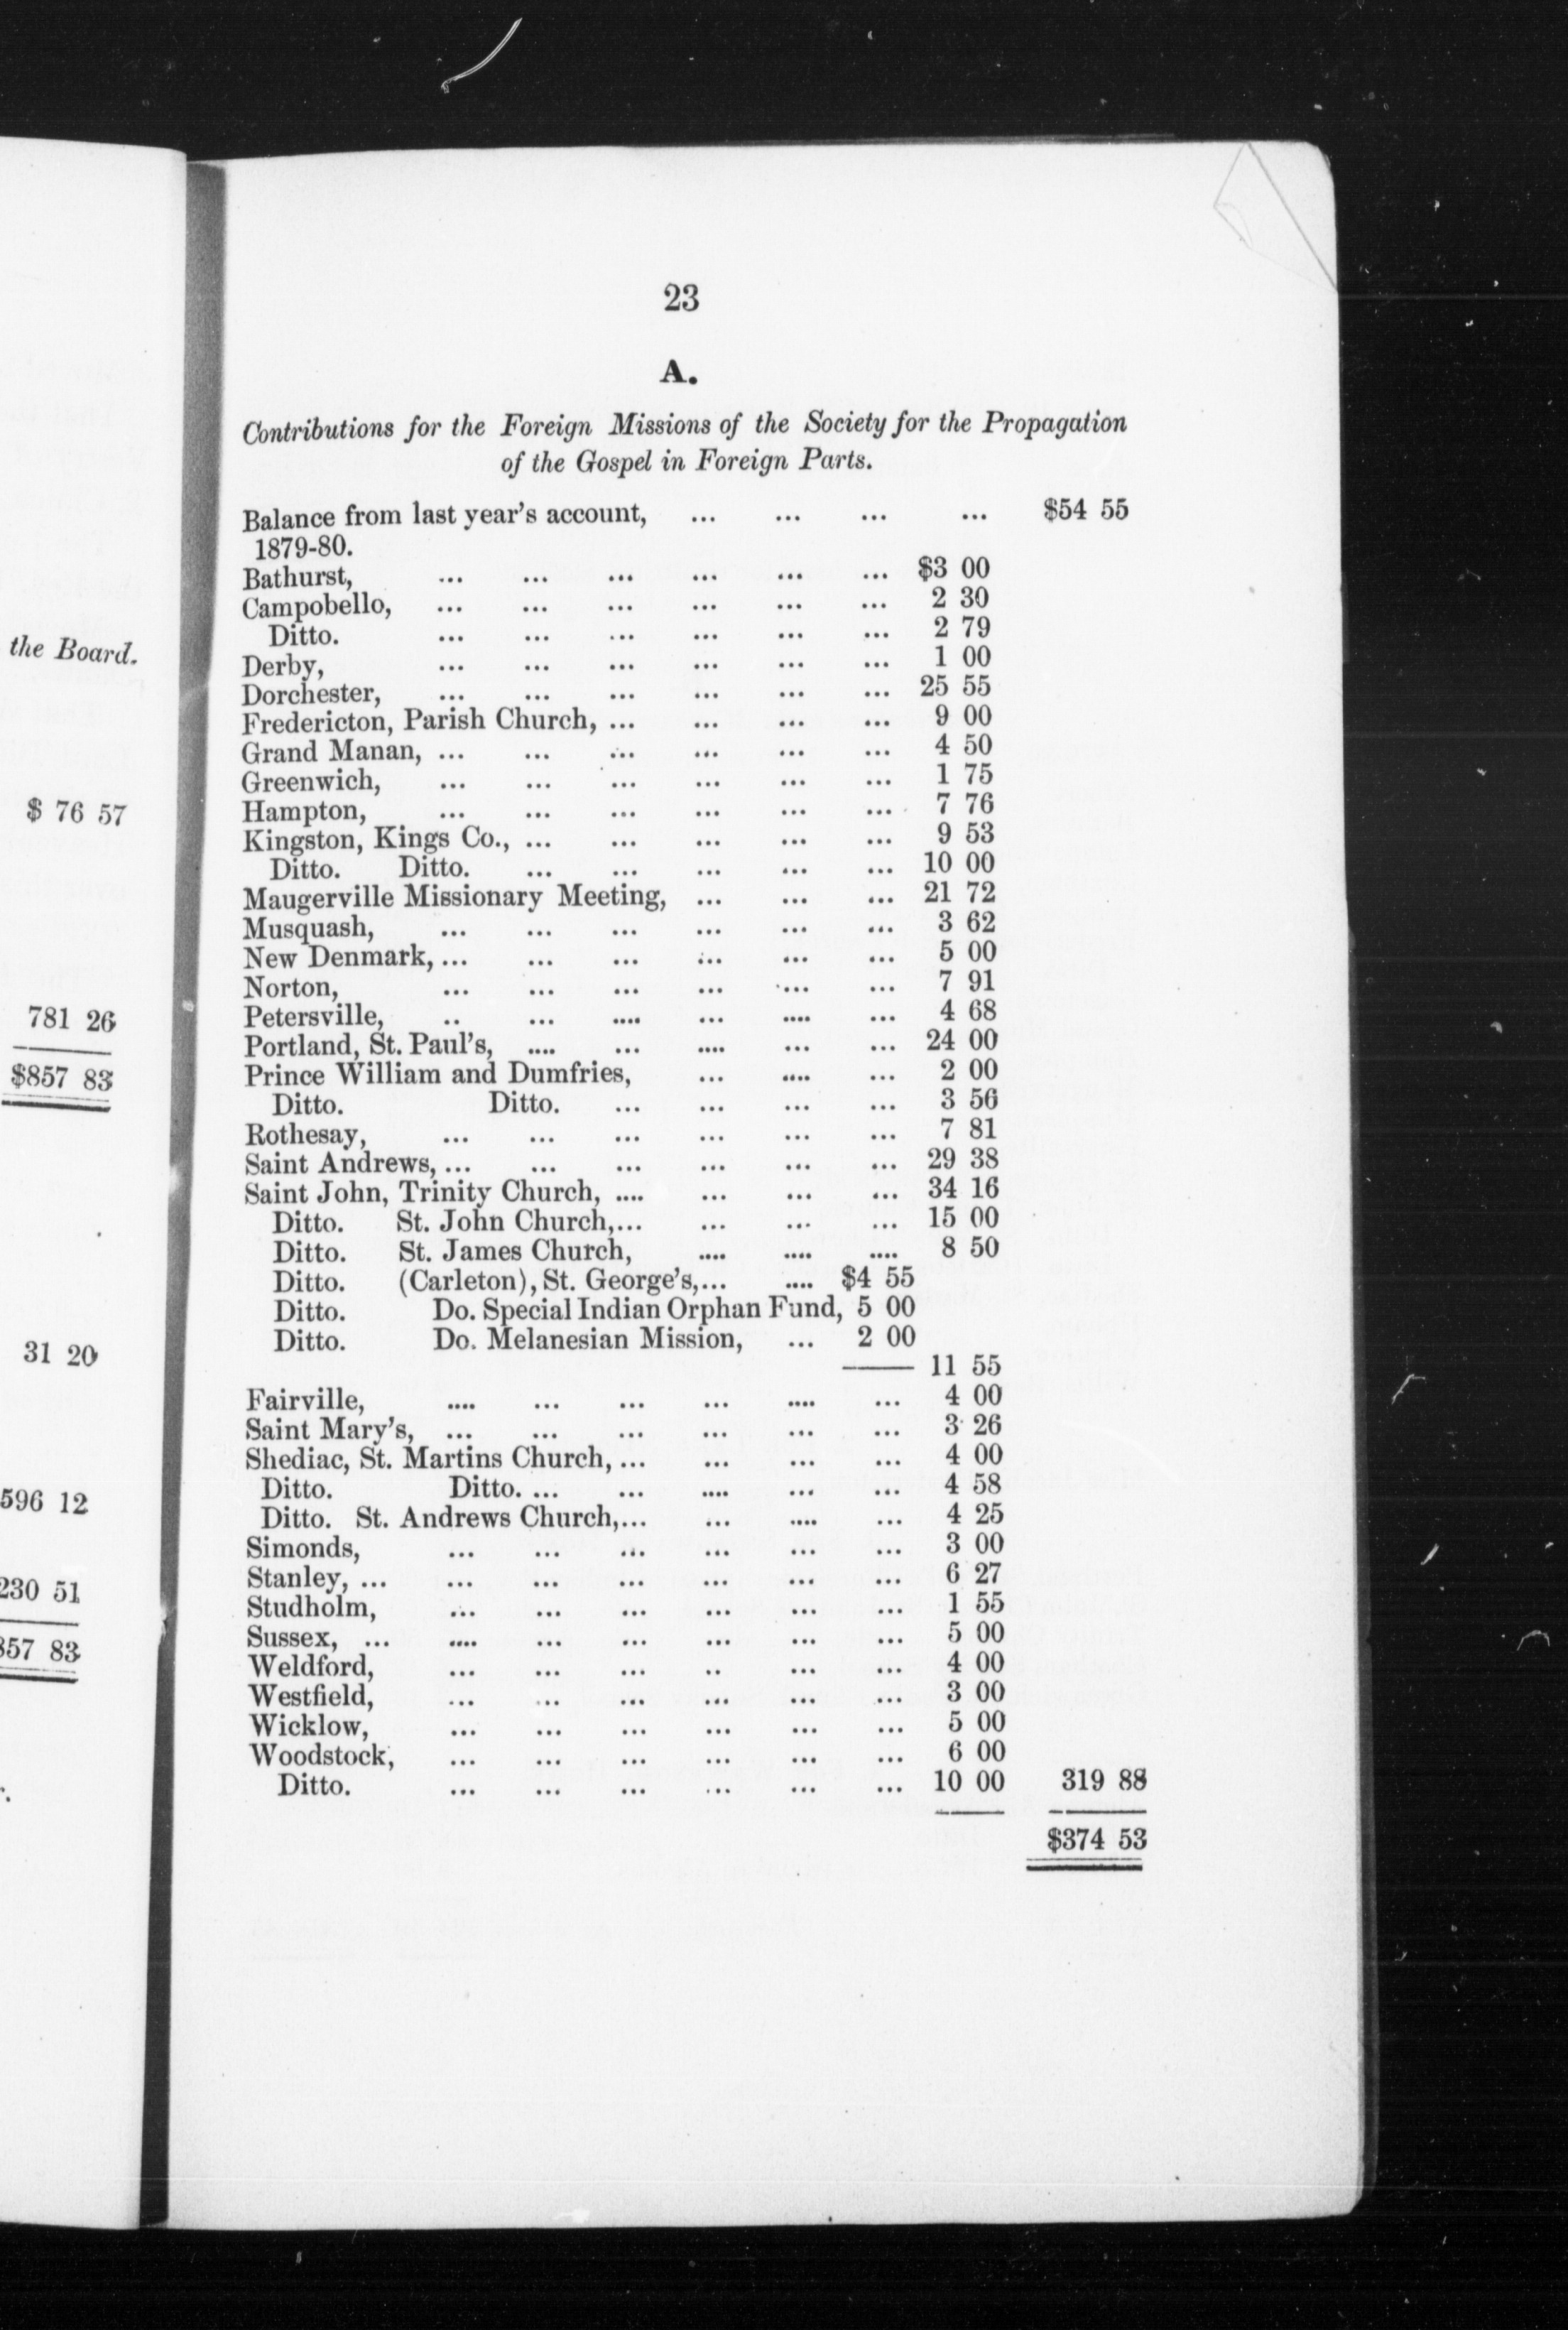 the Board.
$ 76 57
781 26
$857 83
31 20
596 12
230 51
857 83
23
A.
Contributions for the Foreign Missions of the Society for the Propagation
of the Gospel in Foreign Parts.
Balance from last year's account, ... ... ... ... $54 55
1879-80.
Bathurst, ... ... ... ... ... ... $3 00
Campobello, ... ... ... ... ... ... 2 30
Ditto. ... ... ... ... ... ... 2 79
Derby, ... ... ... ... ... ... 1 00
Dorchester, ... ... ... ... ... ... 25 55
Fredericton, Parish Church, ... ... ... ... 9 00
Grand Manan, ... ... ... ... ... ... 4 50
Greenwich, ... ... ... ... ... ... 1 75
Hampton, ... ... ... ... ... ... 7 76
Kingston, Kings Co., ... ... ... ... ... 9 53
Ditto. Ditto. ... ... ... ... ... 10 00
Maugerville Missionary Meeting, ... ... ... 21 72
Musquash, ... ... ... ... ... ... 3 62
New Denmark, ... ... ... ... ... ... 5 00
Norton, ... ... ... ... ... ... 7 91
Petersville, .. ... .... ... .... ... 4 68
Portland, St. Paul's, .... ... .... ... ... 24 00
Prince William and Dumfries, ... .... ... 2 00
Ditto. Ditto. ... ... ... ... 3 56
Rothesay, ... ... ... ... ... ... 7 81
Saint Andrews, ... ... ... ... ... ... 29 38
Saint John, Trinity Church, .... ... ... ... 34 16
Ditto. St. John Church,... ... ... ... 15 00
Ditto. St. James Church, .... .... .... 8 50
Ditto. (Carleton), St. George's,... .... $4 55
Ditto. Do. Special Indian Orphan Fund, 5 00
Ditto. Do. Melanesian Mission, ... 2 00
11 55
Fairville, .... ... ... ... .... ... 4 00
Saint Mary's, ... ... ... ... ... ... 3 26
Shediac, St. Martins Church, ... ... ... ... 4 00
Ditto. Ditto. ... ... .... ... ... 4 58
Ditto. St. Andrews Church,... ... .... ... 4 25
Simonds, ... ... ... ... ... ... 3 00
Stanley, ... ... ... ... ... ... ... 6 27
Studholm, ... ... ... ... ... ... 1 55
Sussex, ... .... ... ... ... ... ... 5 00
Weldford, ... ... ... .. ... ... 4 00
Westfield, ... ... ... ... ... ... 3 00
Wicklow, ... ... ... ... ... ... 5 00
Woodstock, ... ... ... ... ... ... 6 00
Ditto. ... ... ... ... ... ... 10 00 319 88
$374 53